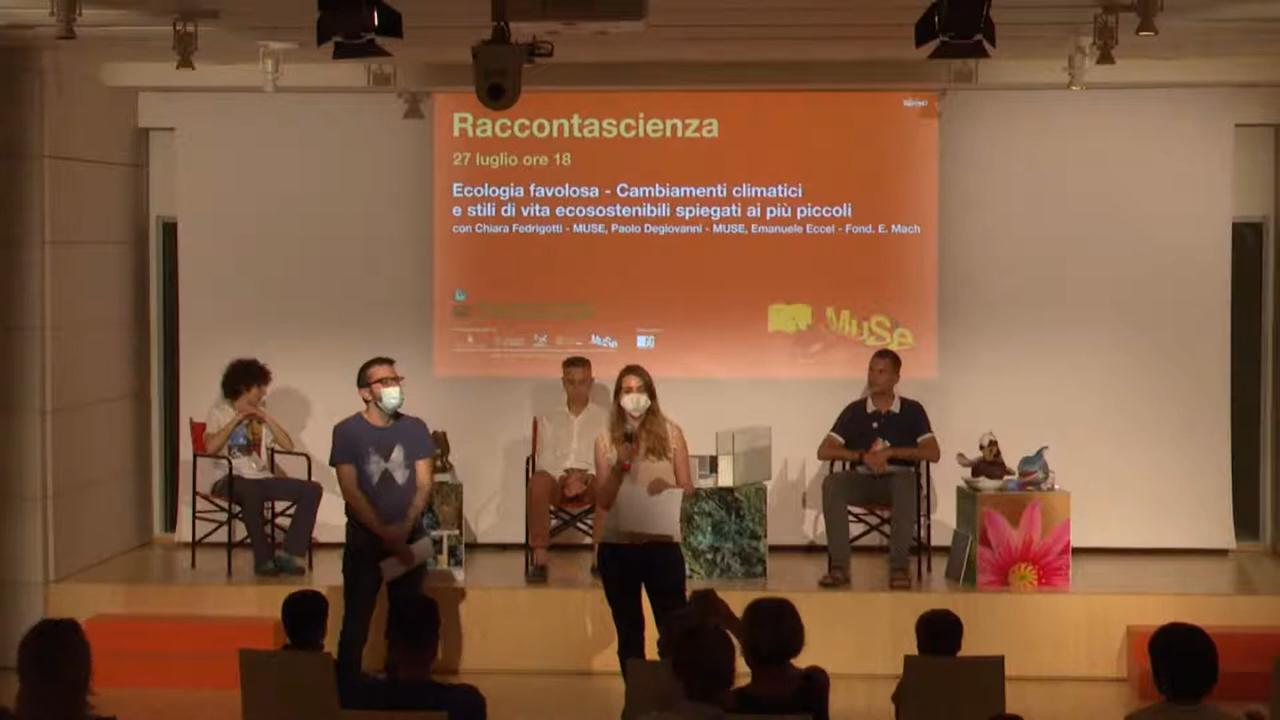 Raccontascienza
27 luglio ore 18
Ecologia favolosa - Cambiamenti climatici
e stili di vita ecosostenibili spiegati ai più piccoli
con Chiara Fedrigotti - MUSE, Paolo Degiovanni - MUSE, Emanuele Eccel - Fond. E. Mach
MuSe
MuSe